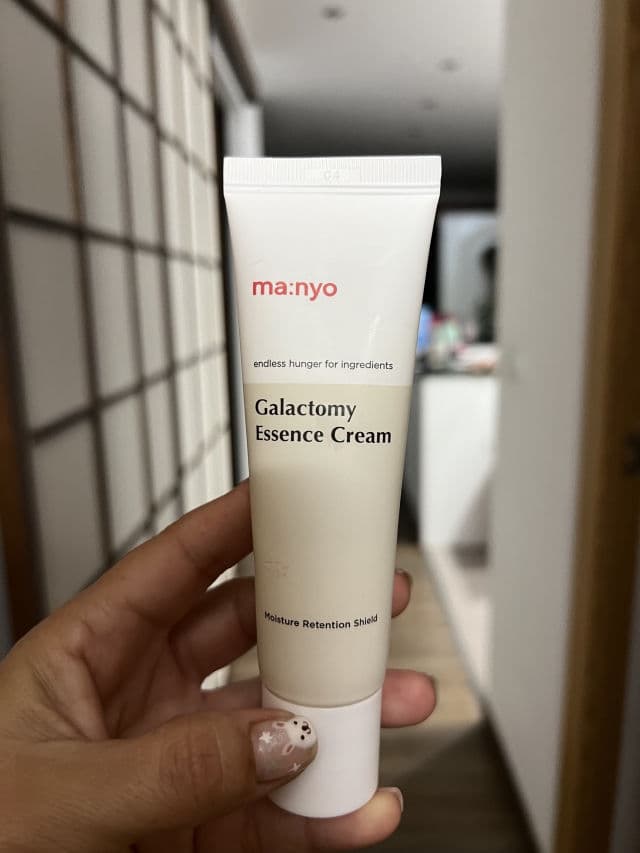 ma:nyo
endless hunger for ingredients
Galactomy
Essence Cream
Moisture Retention Shield